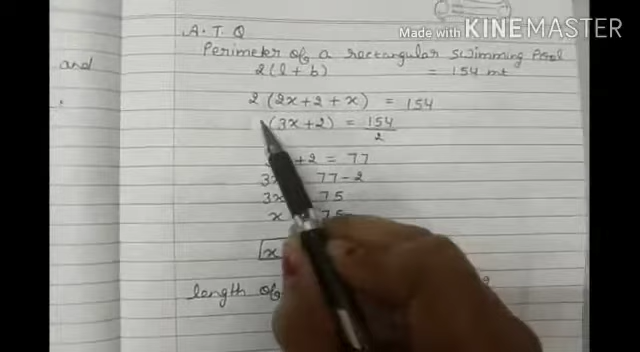 Made with KINEMASTER
A.T.Q
and
Perimeter of a rectangular swimming Pool
2(l+b) = 154 mt
2(2x+2+x) = 154
(3x+2) = 154/2
+2 = 77
3x 77-2
3x 75
x 75
x
length of